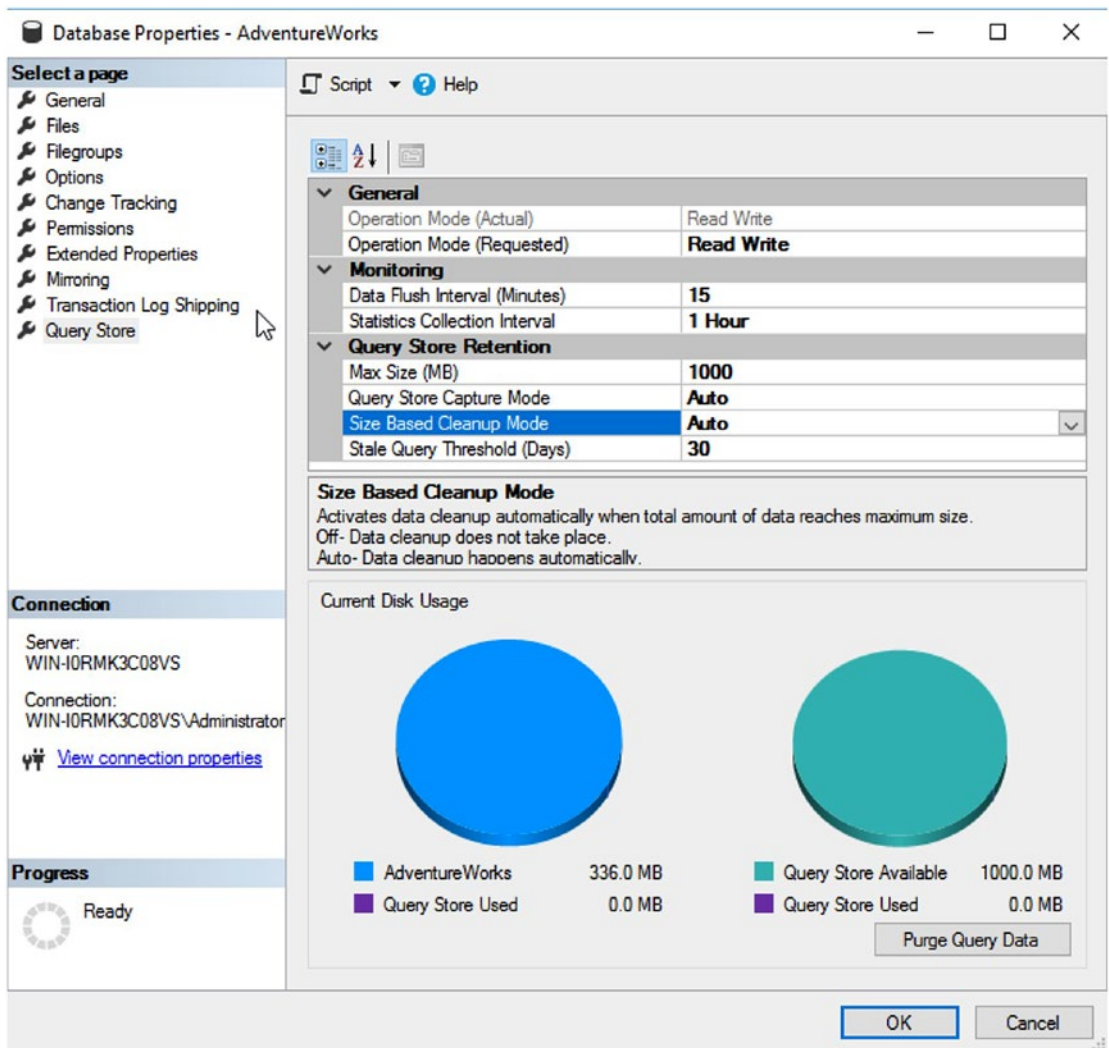 Database Properties - AdventureWorks
Select a page
General
Files
Filegroups
Options
Change Tracking
Permissions
Extended Properties
Mirroring
Transaction Log Shipping
Query Store
Connection
Server:
WIN-I0RMK3C08VS
Connection:
WIN-I0RMK3C08VS\Administrator
View connection properties
Progress
Ready
Script Help
General
Operation Mode (Actual) Read Write
Operation Mode (Requested) Read Write
Monitoring
Data Flush Interval (Minutes) 15
Statistics Collection Interval 1 Hour
Query Store Retention
Max Size (MB) 1000
Query Store Capture Mode Auto
Size Based Cleanup Mode Auto
Stale Query Threshold (Days) 30
Size Based Cleanup Mode
Activates data cleanup automatically when total amount of data reaches maximum size.
Off- Data cleanup does not take place.
Auto- Data cleanup happens automatically.
Current Disk Usage
AdventureWorks 336.0 MB
Query Store Used 0.0 MB
Query Store Available 1000.0 MB
Query Store Used 0.0 MB
Purge Query Data
OK Cancel